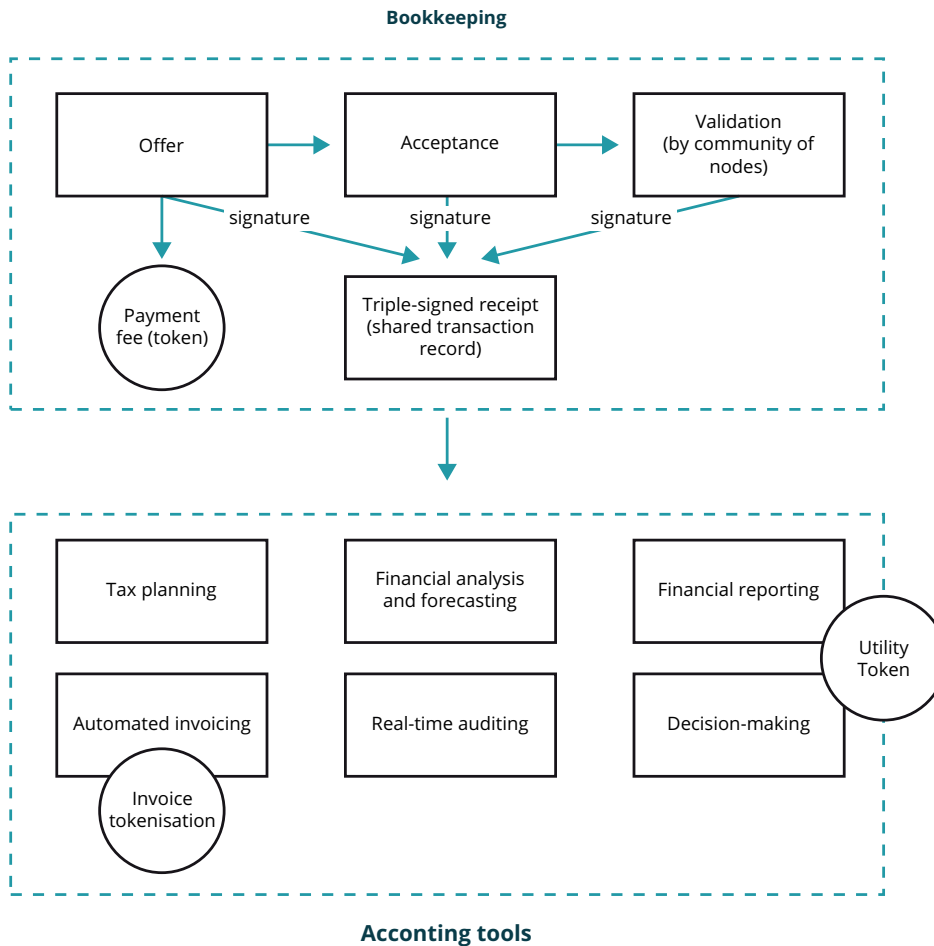 Bookkeeping
Offer
Acceptance
Validation
(by community of
nodes)
signature
signature
signature
Payment
fee (token)
Triple-signed receipt
(shared transaction
record)
Tax planning
Financial analysis
and forecasting
Financial reporting
Utility
Token
Automated invoicing
Real-time auditing
Decision-making
Invoice
tokenisation
Acconting tools